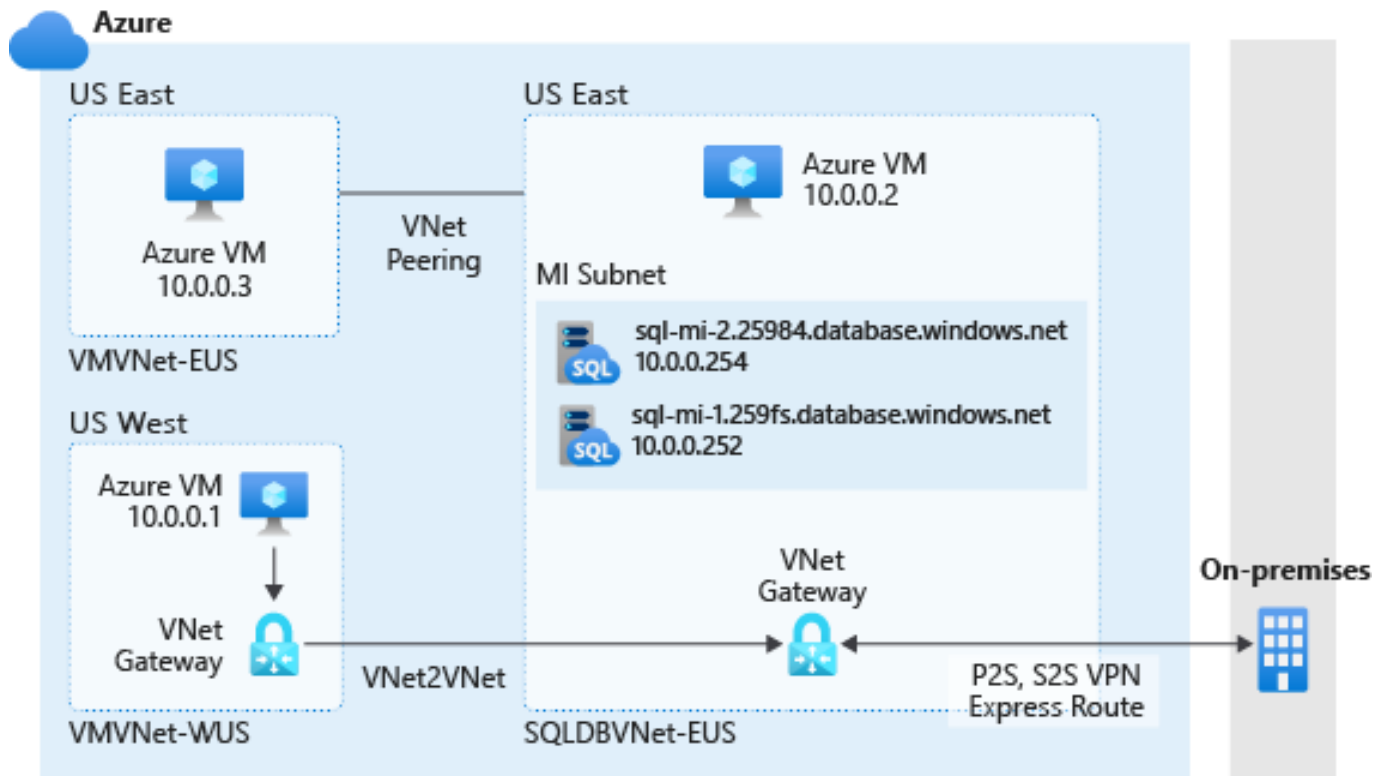 Azure
US East
Azure VM
10.0.0.3
VMVNet-EUS
VNet
Peering
US East
Azure VM
10.0.0.2
MI Subnet
sql-mi-2.25984.database.windows.net
10.0.0.254
SQL
sql-mi-1.259fs.database.windows.net
10.0.0.252
SQL
US West
Azure VM
10.0.0.1
VNet
Gateway
VMVNet-WUS
VNet2VNet
VNet
Gateway
SQLDBVNet-EUS
P2S, S2S VPN
Express Route
On-premises